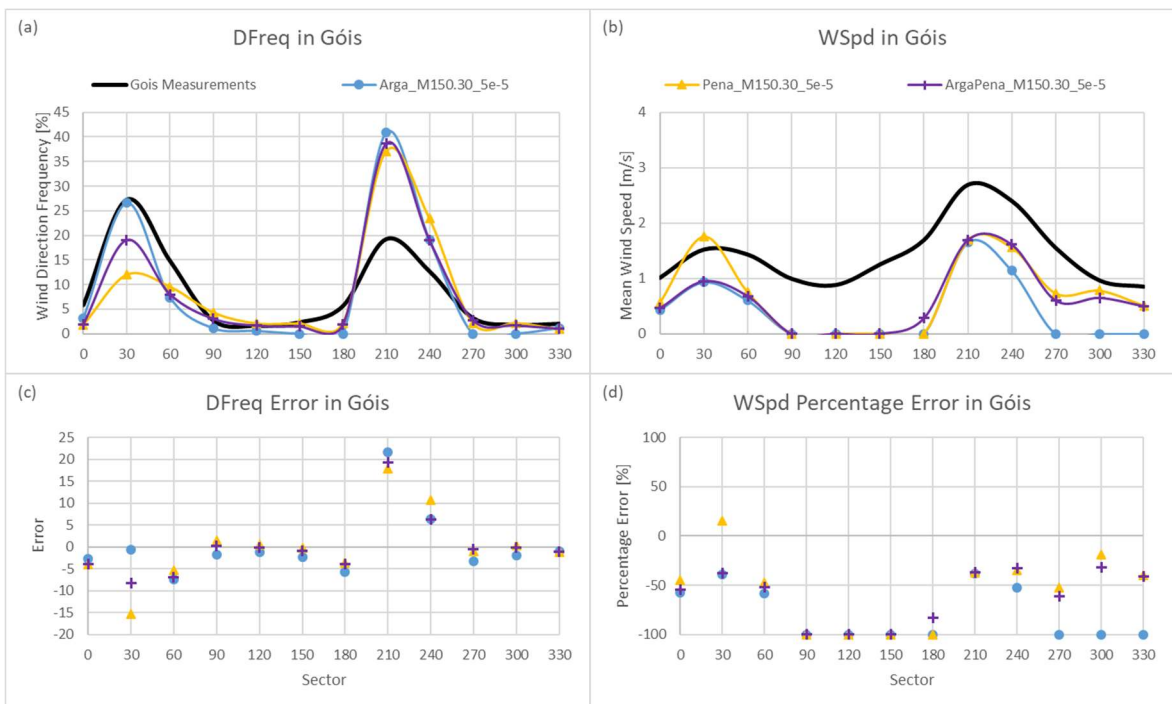 (a)
DFreq in Góis
Gois Measurements
Arga_M150.30_5e-5
Wind Direction Frequency [%]
45
40
35
30
25
20
15
10
5
0
0 30 60 90 120 150 180 210 240 270 300 330
(b)
WSpd in Góis
Pena_M150.30_5e-5
ArgaPena_M150.30_5e-5
Mean Wind Speed [m/s]
4
3
2
1
0
0 30 60 90 120 150 180 210 240 270 300 330
(c)
DFreq Error in Góis
Error
25
20
15
10
5
0
-5
-10
-15
-20
0 30 60 90 120 150 180 210 240 270 300 330
Sector
(d)
WSpd Percentage Error in Góis
Percentage Error [%]
100
50
0
-50
-100
0 30 60 90 120 150 180 210 240 270 300 330
Sector